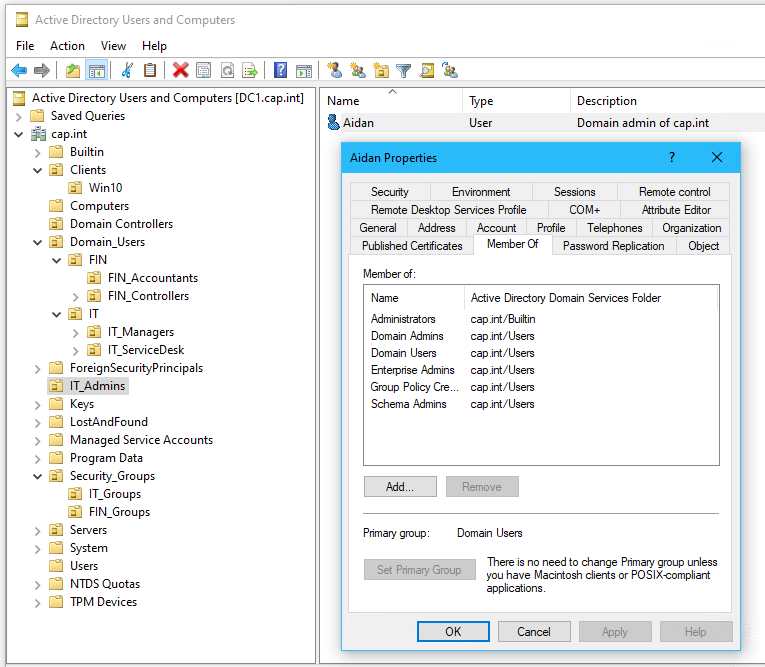 Active Directory Users and Computers
File Action View Help
Active Directory Users and Computers [DC1.cap.int]
Saved Queries
cap.int
Builtin
Clients
Win10
Computers
Domain Controllers
Domain_Users
FIN
FIN_Accountants
FIN_Controllers
IT
IT_Managers
IT_ServiceDesk
ForeignSecurityPrincipals
IT_Admins
Keys
LostAndFound
Managed Service Accounts
Program Data
Security_Groups
IT_Groups
FIN_Groups
Servers
System
Users
NTDS Quotas
TPM Devices
Name Type Description
Aidan User Domain admin of cap.int
Aidan Properties
Security Environment Sessions Remote control
Remote Desktop Services Profile COM+ Attribute Editor
General Address Account Profile Telephones Organization
Published Certificates Member Of Password Replication Object
Member of:
Name Active Directory Domain Services Folder
Administrators cap.int/Builtin
Domain Admins cap.int/Users
Domain Users cap.int/Users
Enterprise Admins cap.int/Users
Group Policy Cre... cap.int/Users
Schema Admins cap.int/Users
Add... Remove
Primary group: Domain Users
Set Primary Group
There is no need to change Primary group unless
you have Macintosh clients or POSIX-compliant
applications.
OK Cancel Apply Help